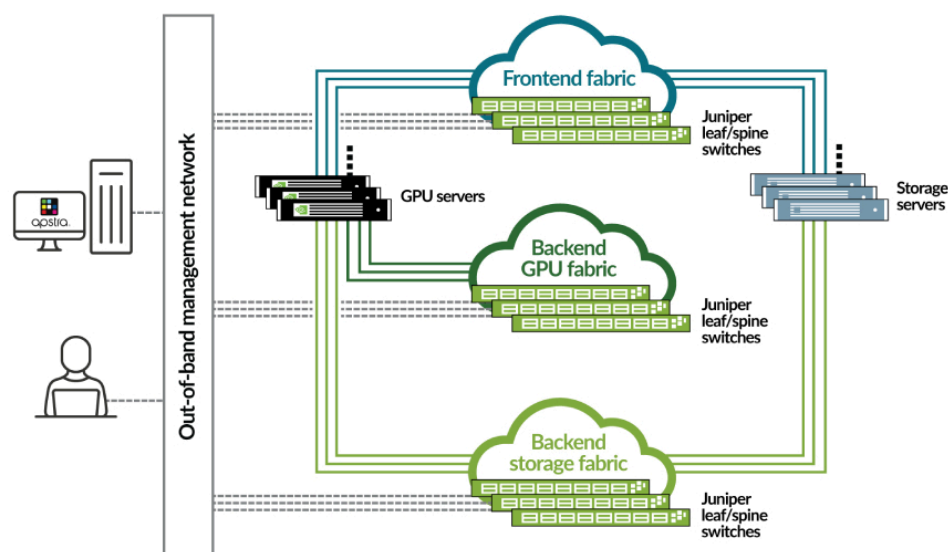 Frontend fabric
Juniper
leaf/spine
switches
GPU servers
Storage
servers
apstra
Out-of-band management network
Backend
GPU fabric
Juniper
leaf/spine
switches
Backend
storage fabric
Juniper
leaf/spine
switches